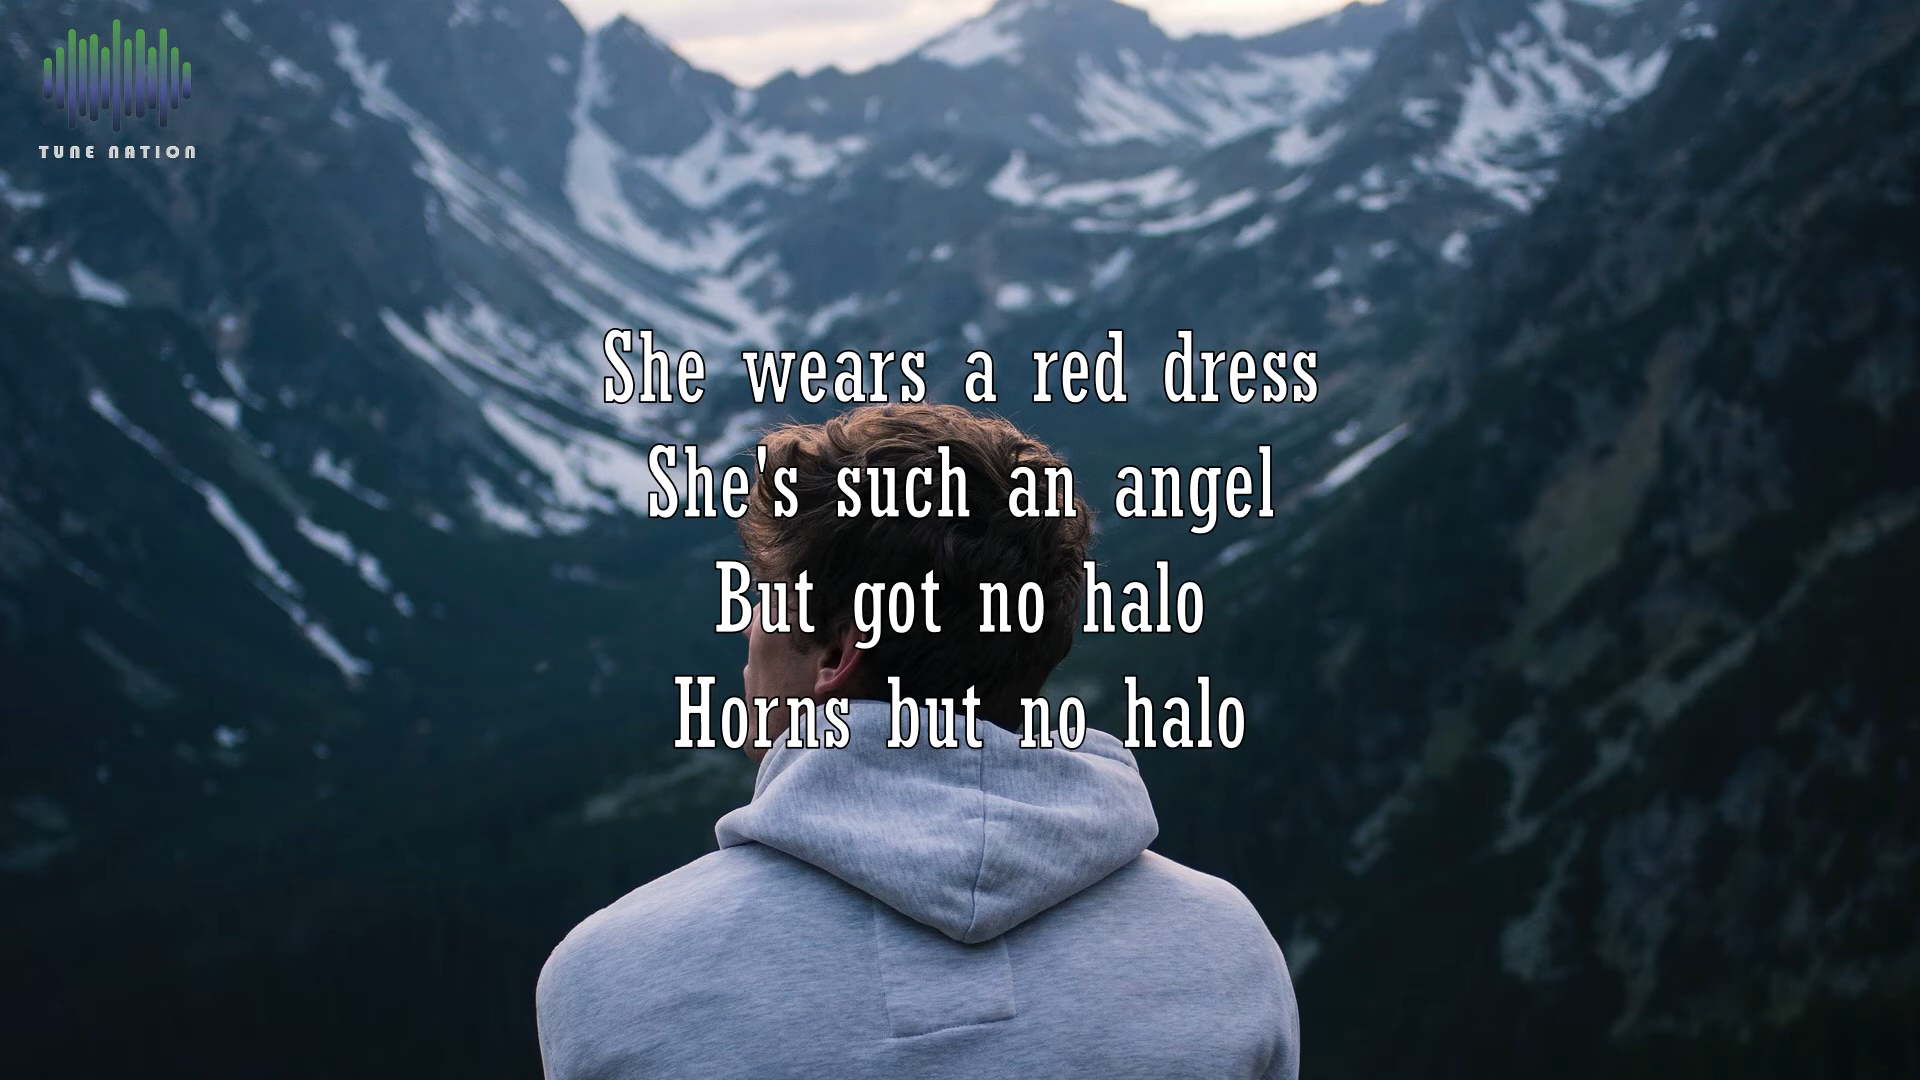 TUNE NATION
She wears a red dress
She's such an angel
But got no halo
Horns but no halo